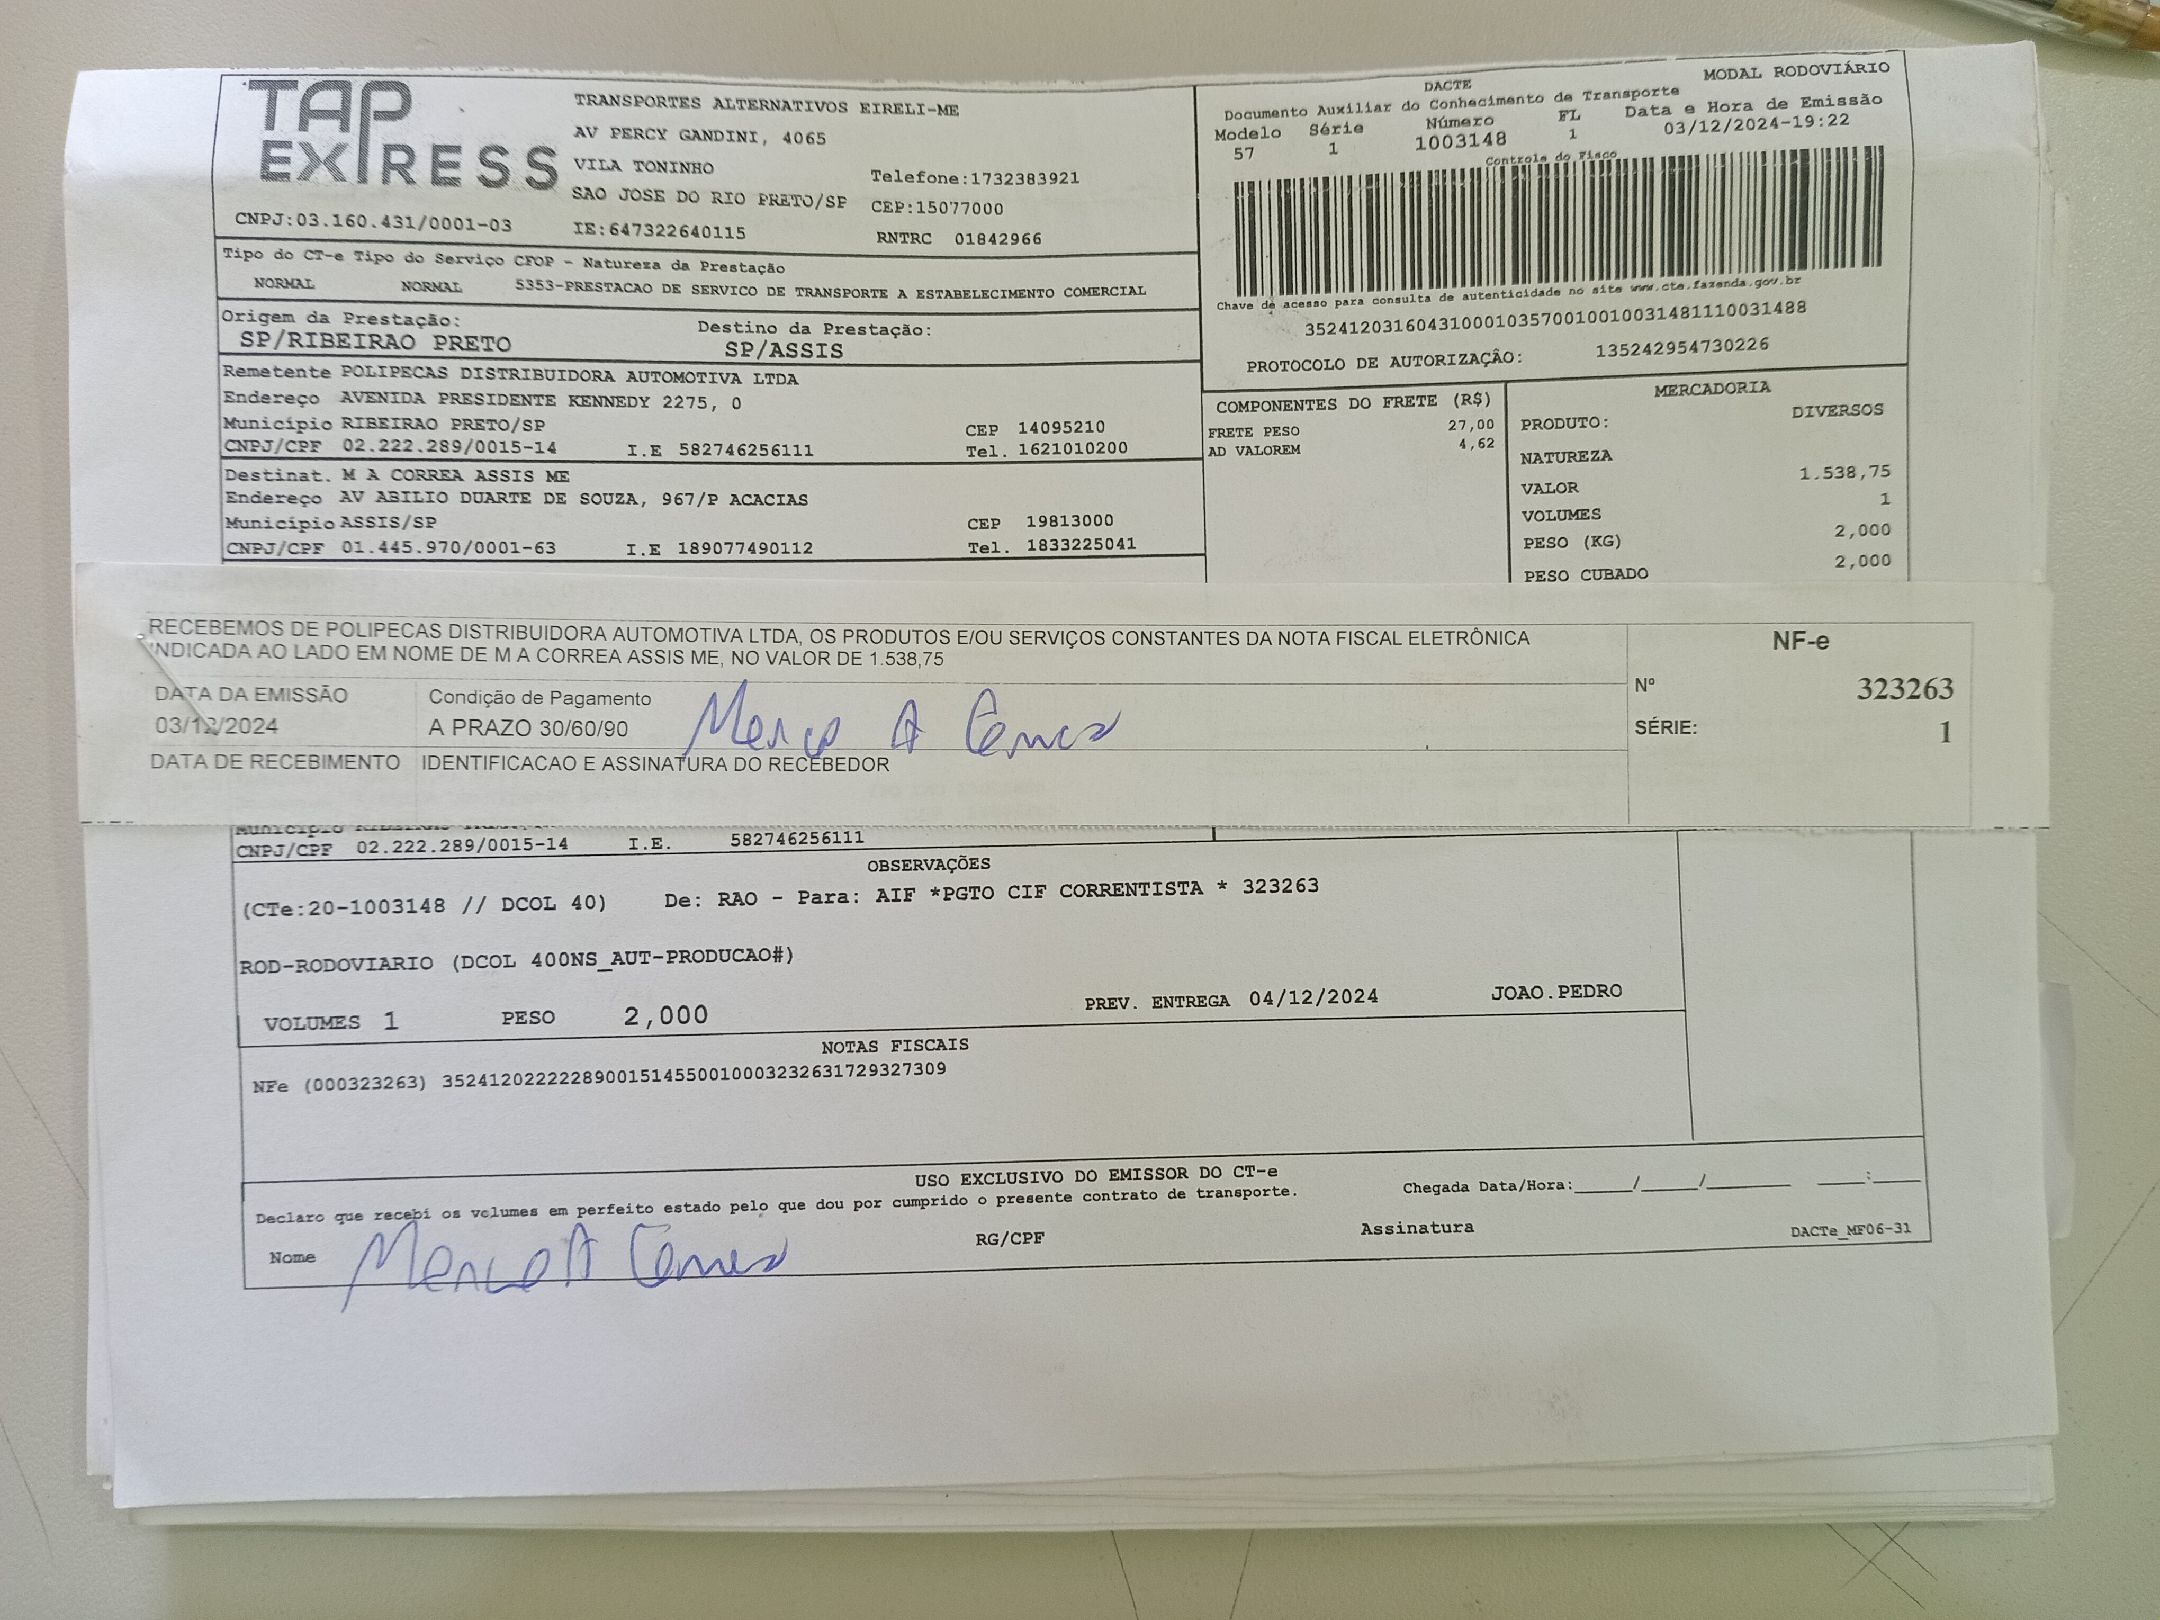 TAP
EXPRESS
TRANSPORTES ALTERNATIVOS EIRELI-ME
AV PERCY GANDINI, 4065
VILA TONINHO
Telefone:1732383921
SAO JOSE DO RIO PRETO/SP CEP:15077000
CNPJ:03.160.431/0001-03 IE:647322640115 RNTRC 01842966
DACTE MODAL RODOVIÁRIO
Documento Auxiliar do Conhecimento de Transporte
Modelo Série Número FL Data e Hora de Emissão
57 1 1003148 1 03/12/2024-19:22
Controle do Fisco
Chave de acesso para consulta de autenticidade no site www.cte.fazenda.gov.br
35241203160431000103570010010031481110031488
PROTOCOLO DE AUTORIZAÇÃO: 135242954730226
Tipo do CT-e Tipo do Serviço CFOP - Natureza da Prestação
NORMAL NORMAL 5353-PRESTACAO DE SERVICO DE TRANSPORTE A ESTABELECIMENTO COMERCIAL
Origem da Prestação: Destino da Prestação:
SP/RIBEIRAO PRETO SP/ASSIS
Remetente POLIPECAS DISTRIBUIDORA AUTOMOTIVA LTDA
Endereço AVENIDA PRESIDENTE KENNEDY 2275, 0
Município RIBEIRAO PRETO/SP CEP 14095210
CNPJ/CPF 02.222.289/0015-14 I.E 582746256111 Tel. 1621010200
Destinat. M A CORREA ASSIS ME
Endereço AV ABILIO DUARTE DE SOUZA, 967/P ACACIAS
Município ASSIS/SP CEP 19813000
CNPJ/CPF 01.445.970/0001-63 I.E 189077490112 Tel. 1833225041
COMPONENTES DO FRETE (R$)
FRETE PESO 27,00
AD VALOREM 4,62
MERCADORIA
PRODUTO: DIVERSOS
NATUREZA
VALOR 1.538,75
VOLUMES 1
PESO (KG) 2,000
PESO CUBADO 2,000
RECEBEMOS DE POLIPECAS DISTRIBUIDORA AUTOMOTIVA LTDA, OS PRODUTOS E/OU SERVIÇOS CONSTANTES DA NOTA FISCAL ELETRÔNICA
INDICADA AO LADO EM NOME DE M A CORREA ASSIS ME, NO VALOR DE 1.538,75
DATA DA EMISSÃO Condição de Pagamento
03/12/2024 A PRAZO 30/60/90
DATA DE RECEBIMENTO IDENTIFICACAO E ASSINATURA DO RECEBEDOR
NF-e
Nº 323263
SÉRIE: 1
Município
CNPJ/CPF 02.222.289/0015-14 I.E. 582746256111
OBSERVAÇÕES
(CTe:20-1003148 // DCOL 40) De: RAO - Para: AIF *PGTO CIF CORRENTISTA * 323263
ROD-RODOVIARIO (DCOL 400NS_AUT-PRODUCAO#)
VOLUMES 1 PESO 2,000 PREV. ENTREGA 04/12/2024 JOAO.PEDRO
NOTAS FISCAIS
NFe (000323263) 35241202222289001514550010003232631729327309
USO EXCLUSIVO DO EMISSOR DO CT-e
Declaro que recebi os volumes em perfeito estado pelo que dou por cumprido o presente contrato de transporte. Chegada Data/Hora:_____/_____/________ ____:____
Nome RG/CPF Assinatura DACTe_MF06-31